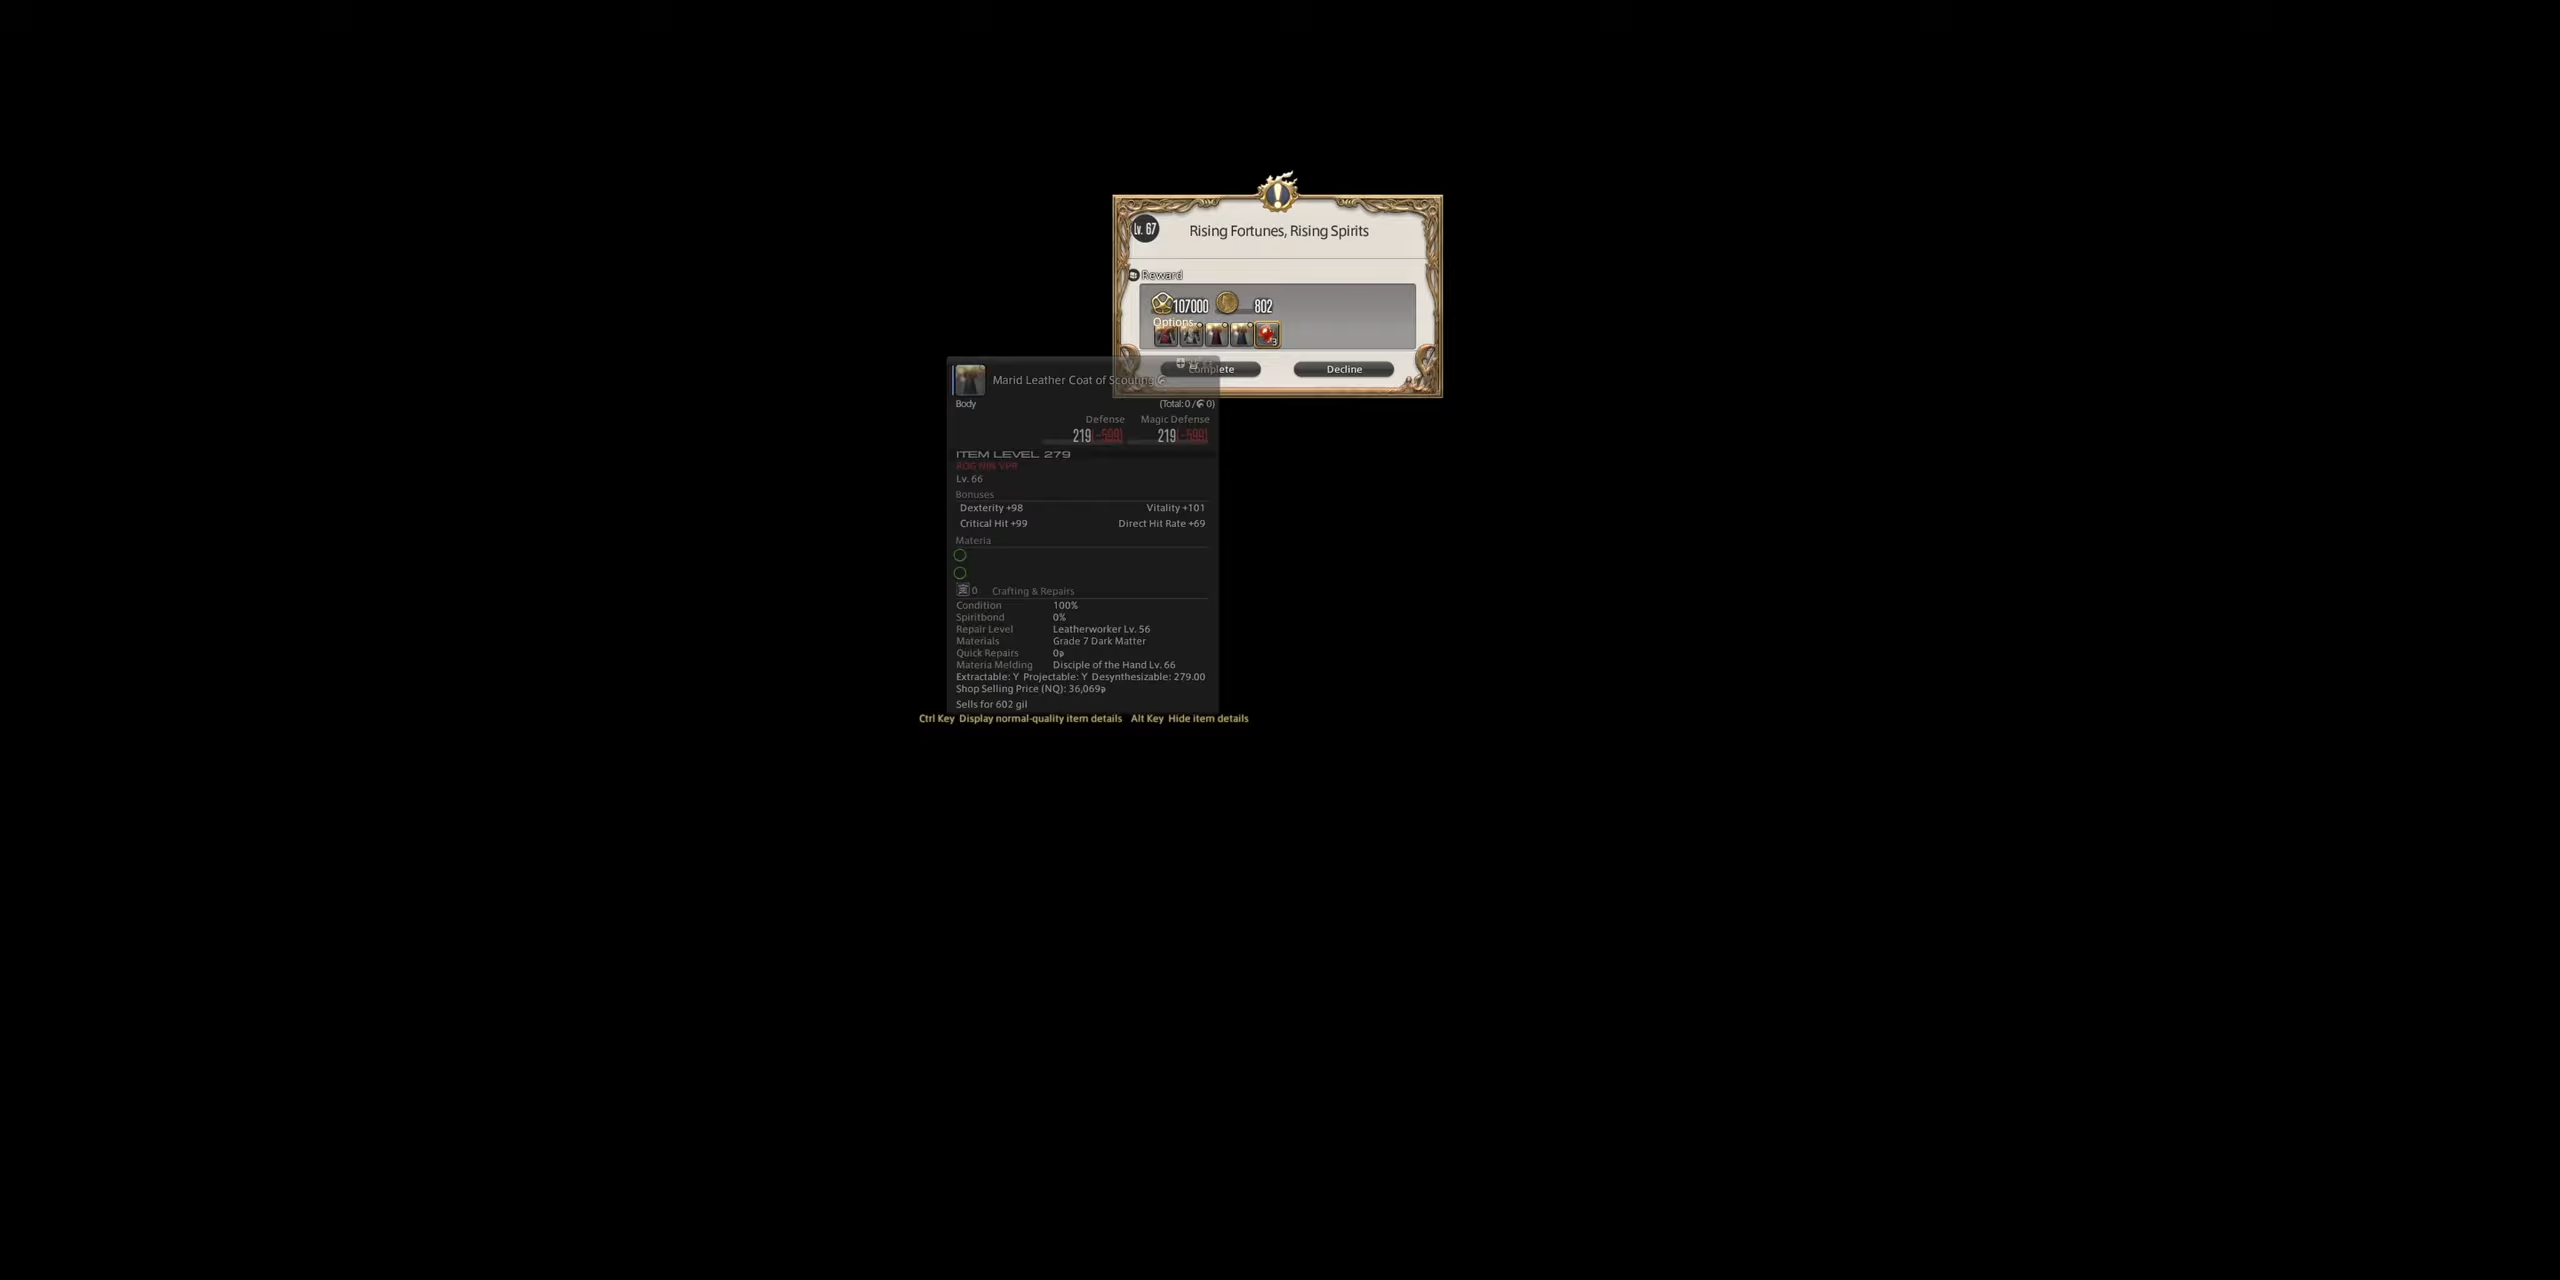 Lv. 67
Rising Fortunes, Rising Spirits
Reward
107000 802
Options
3
Complete Decline
Marid Leather Coat of Scouting
Body (Total: 0 / 0)
Defense Magic Defense
219(-599) 219(-599)
ITEM LEVEL 279
ROG NIN VPR
Lv. 66
Bonuses
Dexterity +98 Vitality +101
Critical Hit +99 Direct Hit Rate +69
Materia
0 Crafting & Repairs
Condition 100%
Spiritbond 0%
Repair Level Leatherworker Lv. 56
Materials Grade 7 Dark Matter
Quick Repairs 0
Materia Melding Disciple of the Hand Lv. 66
Extractable: Y Projectable: Y Desynthesizable: 279.00
Shop Selling Price (NQ): 36,069
Sells for 602 gil
Ctrl Key Display normal-quality item details Alt Key Hide item details